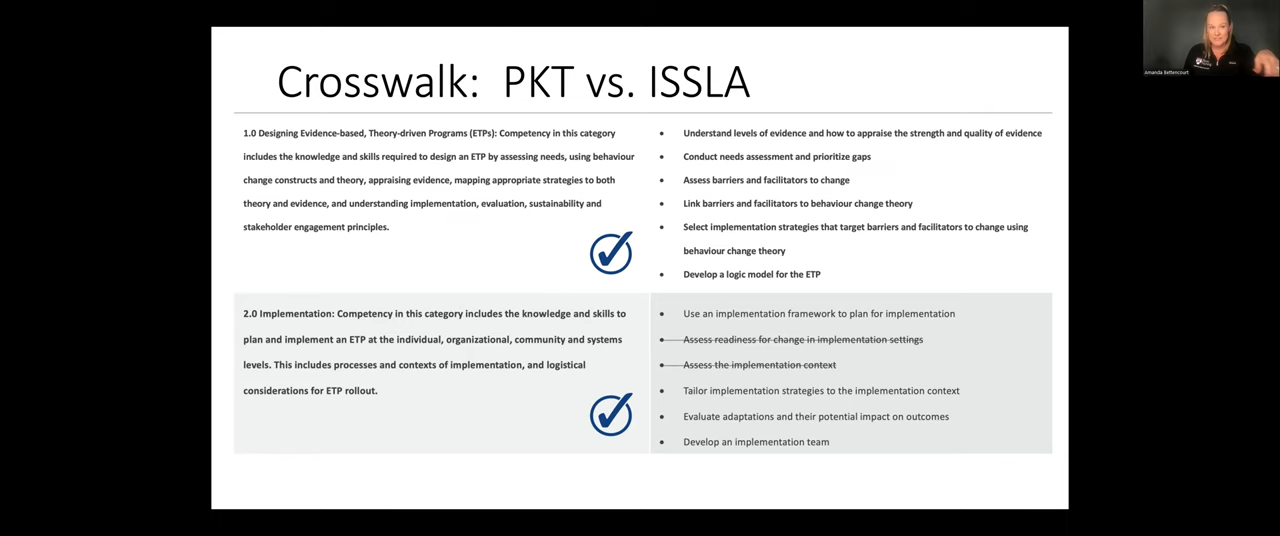 Crosswalk: PKT vs. ISSLA
1.0 Designing Evidence-based, Theory-driven Programs (ETPs): Competency in this category
includes the knowledge and skills required to design an ETP by assessing needs, using behaviour
change constructs and theory, appraising evidence, mapping appropriate strategies to both
theory and evidence, and understanding implementation, evaluation, sustainability and
stakeholder engagement principles.
• Understand levels of evidence and how to appraise the strength and quality of evidence
• Conduct needs assessment and prioritize gaps
• Assess barriers and facilitators to change
• Link barriers and facilitators to behaviour change theory
• Select implementation strategies that target barriers and facilitators to change using
behaviour change theory
• Develop a logic model for the ETP
2.0 Implementation: Competency in this category includes the knowledge and skills to
plan and implement an ETP at the individual, organizational, community and systems
levels. This includes processes and contexts of implementation, and logistical
considerations for ETP rollout.
• Use an implementation framework to plan for implementation
• Assess readiness for change in implementation settings
• Assess the implementation context
• Tailor implementation strategies to the implementation context
• Evaluate adaptations and their potential impact on outcomes
• Develop an implementation team
Amanda Bettencourt